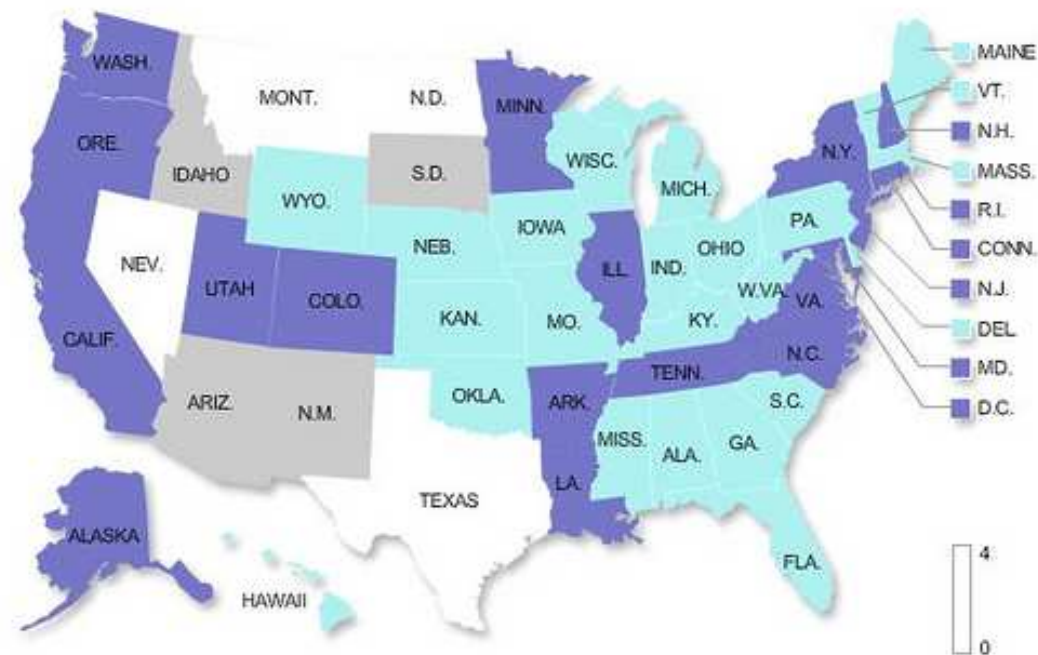 WASH.
MONT.
N.D.
MINN.
ORE.
IDAHO
S.D.
WISC.
MICH.
N.Y.
WYO.
IOWA
PA.
NEV.
NEB.
OHIO
IND.
ILL.
UTAH
COLO.
W.VA.
VA.
CALIF.
KAN.
MO.
KY.
N.C.
TENN.
ARIZ.
N.M.
OKLA.
ARK.
S.C.
MISS.
ALA.
GA.
LA.
TEXAS
FLA.
ALASKA
HAWAII
MAINE
VT.
N.H.
MASS.
R.I.
CONN.
N.J.
DEL
MD.
D.C.
4
0